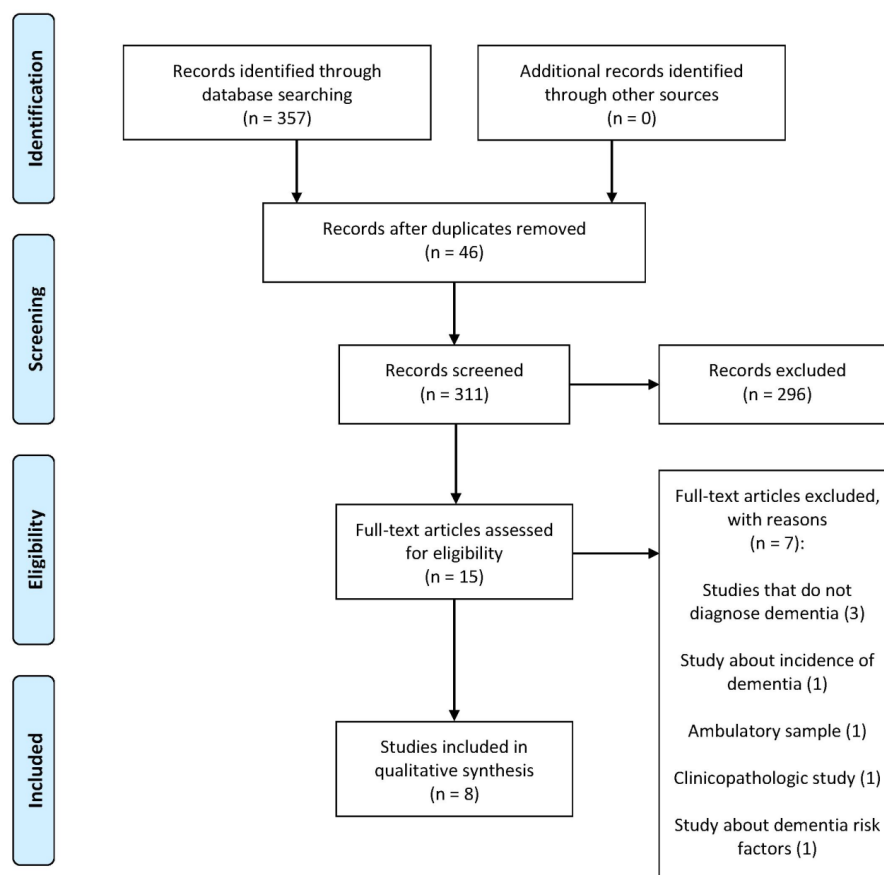 Identification
Records identified through
database searching
(n = 357)
Additional records identified
through other sources
(n = 0)
Records after duplicates removed
(n = 46)
Screening
Records screened
(n = 311)
Records excluded
(n = 296)
Eligibility
Full-text articles assessed
for eligibility
(n = 15)
Full-text articles excluded,
with reasons
(n = 7):
Studies that do not
diagnose dementia (3)
Study about incidence of
dementia (1)
Ambulatory sample (1)
Clinicopathologic study (1)
Study about dementia risk
factors (1)
Included
Studies included in
qualitative synthesis
(n = 8)